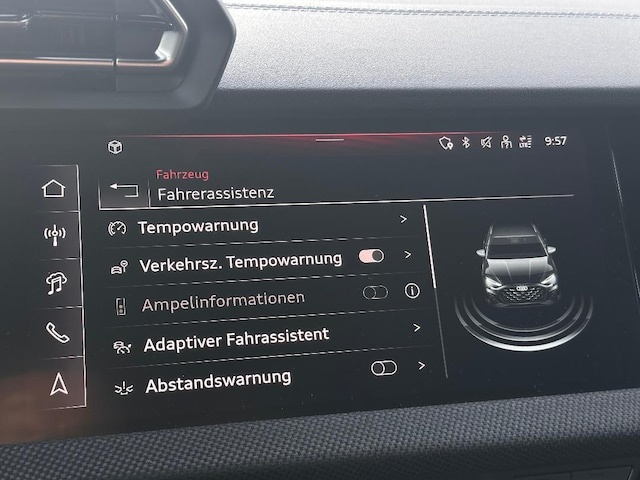 9:57
Fahrzeug
Fahrerassistenz
Tempowarnung
Verkehrsz. Tempowarnung
Ampelinformationen
Adaptiver Fahrassistent
Abstandswarnung